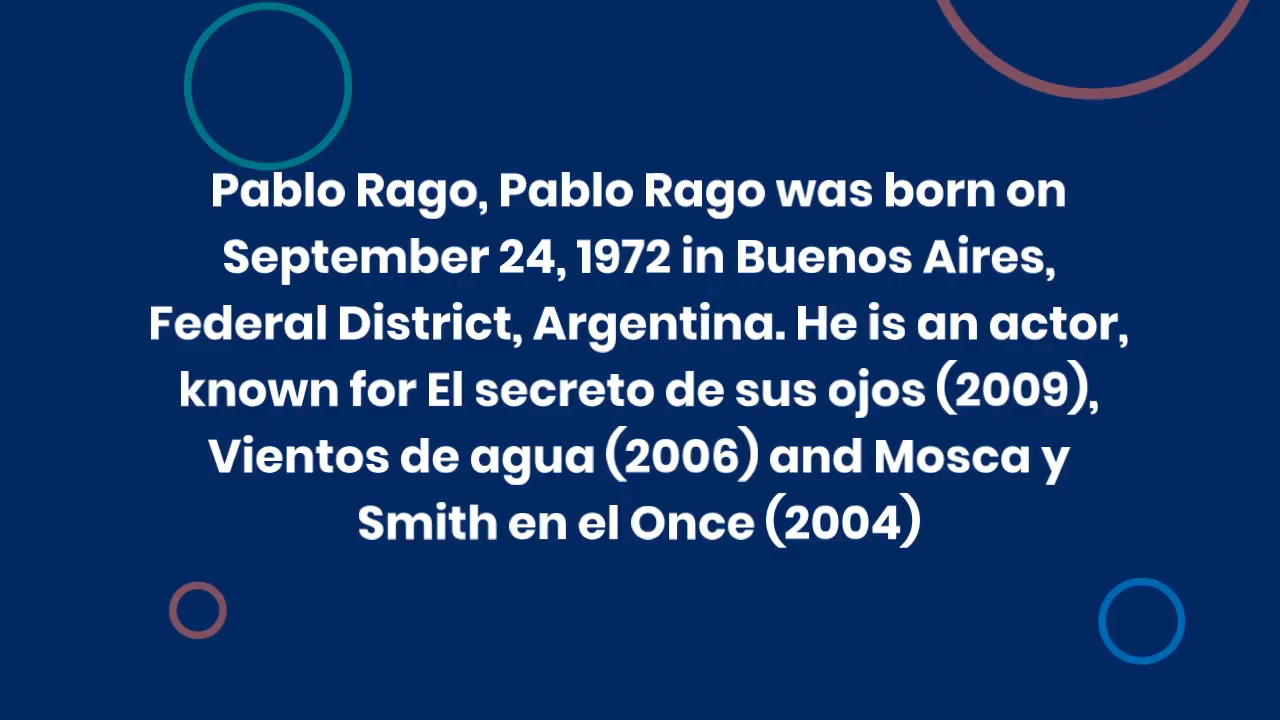 Pablo Rago, Pablo Rago was born on
September 24, 1972 in Buenos Aires,
Federal District, Argentina. He is an actor,
known for El secreto de sus ojos (2009),
Vientos de agua (2006) and Mosca y
Smith en el Once (2004)